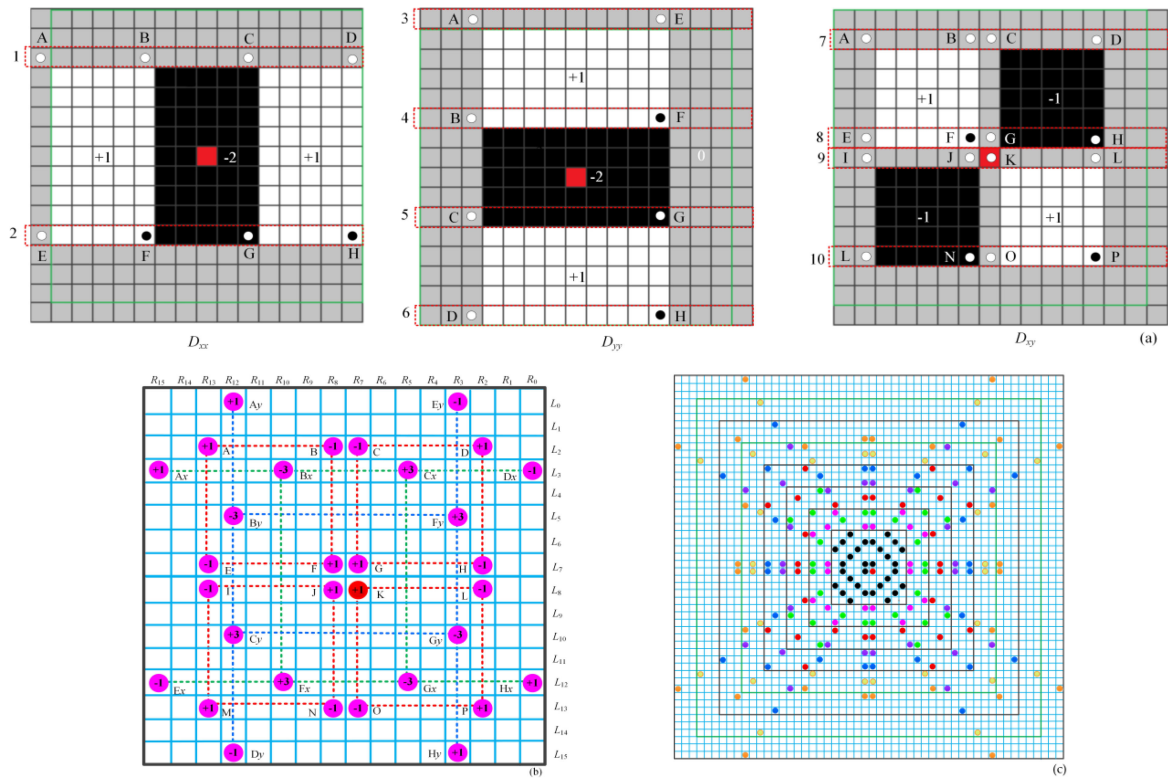 A B C D
1
+1 -2 +1
2
E F G H
Dxx
3 A E
+1
4 B F
0
-2
5 C G
+1
6 D H
Dyy
7 A B C D
+1 -1
8 E F G H
9 I J K L
-1 +1
10 L N O P
Dxy (a)
R15 R14 R13 R12 R11 R10 R9 R8 R7 R6 R5 R4 R3 R2 R1 R0
+1 Ay Ey -1 L0
L1
+1 -1 -1 +1 L2
A B C D
+1 -3 +3 -1 L3
Ax Bx Cx Dx
L4
-3 +3 L5
By Fy
L6
-1 +1 +1 -1 L7
E F G H
-1 +1 +1 -1 L8
I J K L
L9
+3 -3 L10
Cy Gy
L11
-1 +3 -3 +1 L12
Ex Fx Gx Hx
+1 -1 -1 +1 L13
M N O P
L14
-1 +1 L15
Dy Hy
(b)
(c)